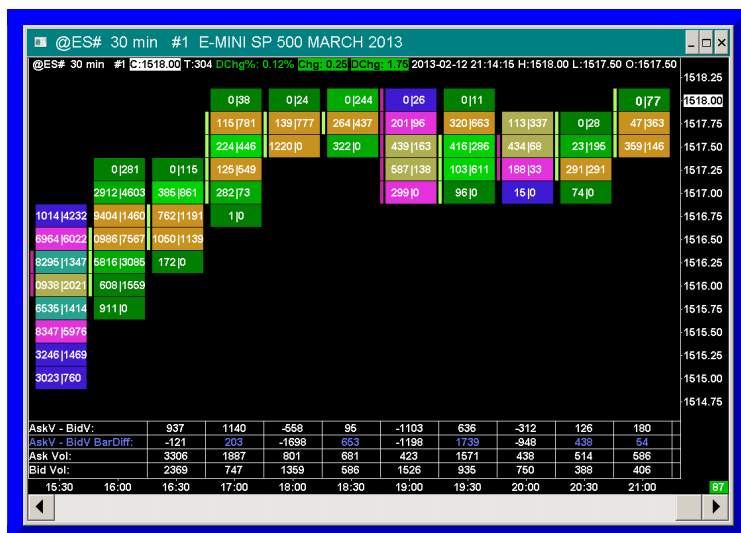 @ES# 30 min #1 E-MINI SP 500 MARCH 2013
@ES# 30 min #1 C:1518.00 T:304 DChg%: 0.12% Chg: 0.25 DChg: 1.75 2013-02-12 21:14:15 H:1518.00 L:1517.50 O:1517.50
1518.25
0|38 0|24 0|244 0|26 0|11 0|77 1518.00
115|781 139|777 264|437 201|96 320|663 113|337 0|28 47|363 1517.75
224|446 1220|0 322|0 439|163 416|286 434|68 23|195 359|146 1517.50
0|281 0|115 125|549 587|138 103|611 188|33 291|291 1517.25
2912|4603 385|861 282|73 299|0 96|0 15|0 74|0 1517.00
1014|4232 9404|1460 762|1191 1|0 1516.75
6964|6022 0986|7567 1050|1139 1516.50
8295|1347 5816|3085 172|0 1516.25
0938|2021 608|1559 1516.00
6535|1414 911|0 1515.75
8347|5976 1515.50
3246|1469 1515.25
3023|760 1515.00
1514.75
AskV - BidV: 937 1140 -558 95 -1103 636 -312 126 180
AskV - BidV BarDiff: -121 203 -1698 653 -1198 1739 -948 438 54
Ask Vol: 3306 1887 801 681 423 1571 438 514 586
Bid Vol: 2369 747 1359 586 1526 935 750 388 406
15:30 16:00 16:30 17:00 18:00 18:30 19:00 19:30 20:00 20:30 21:00 87